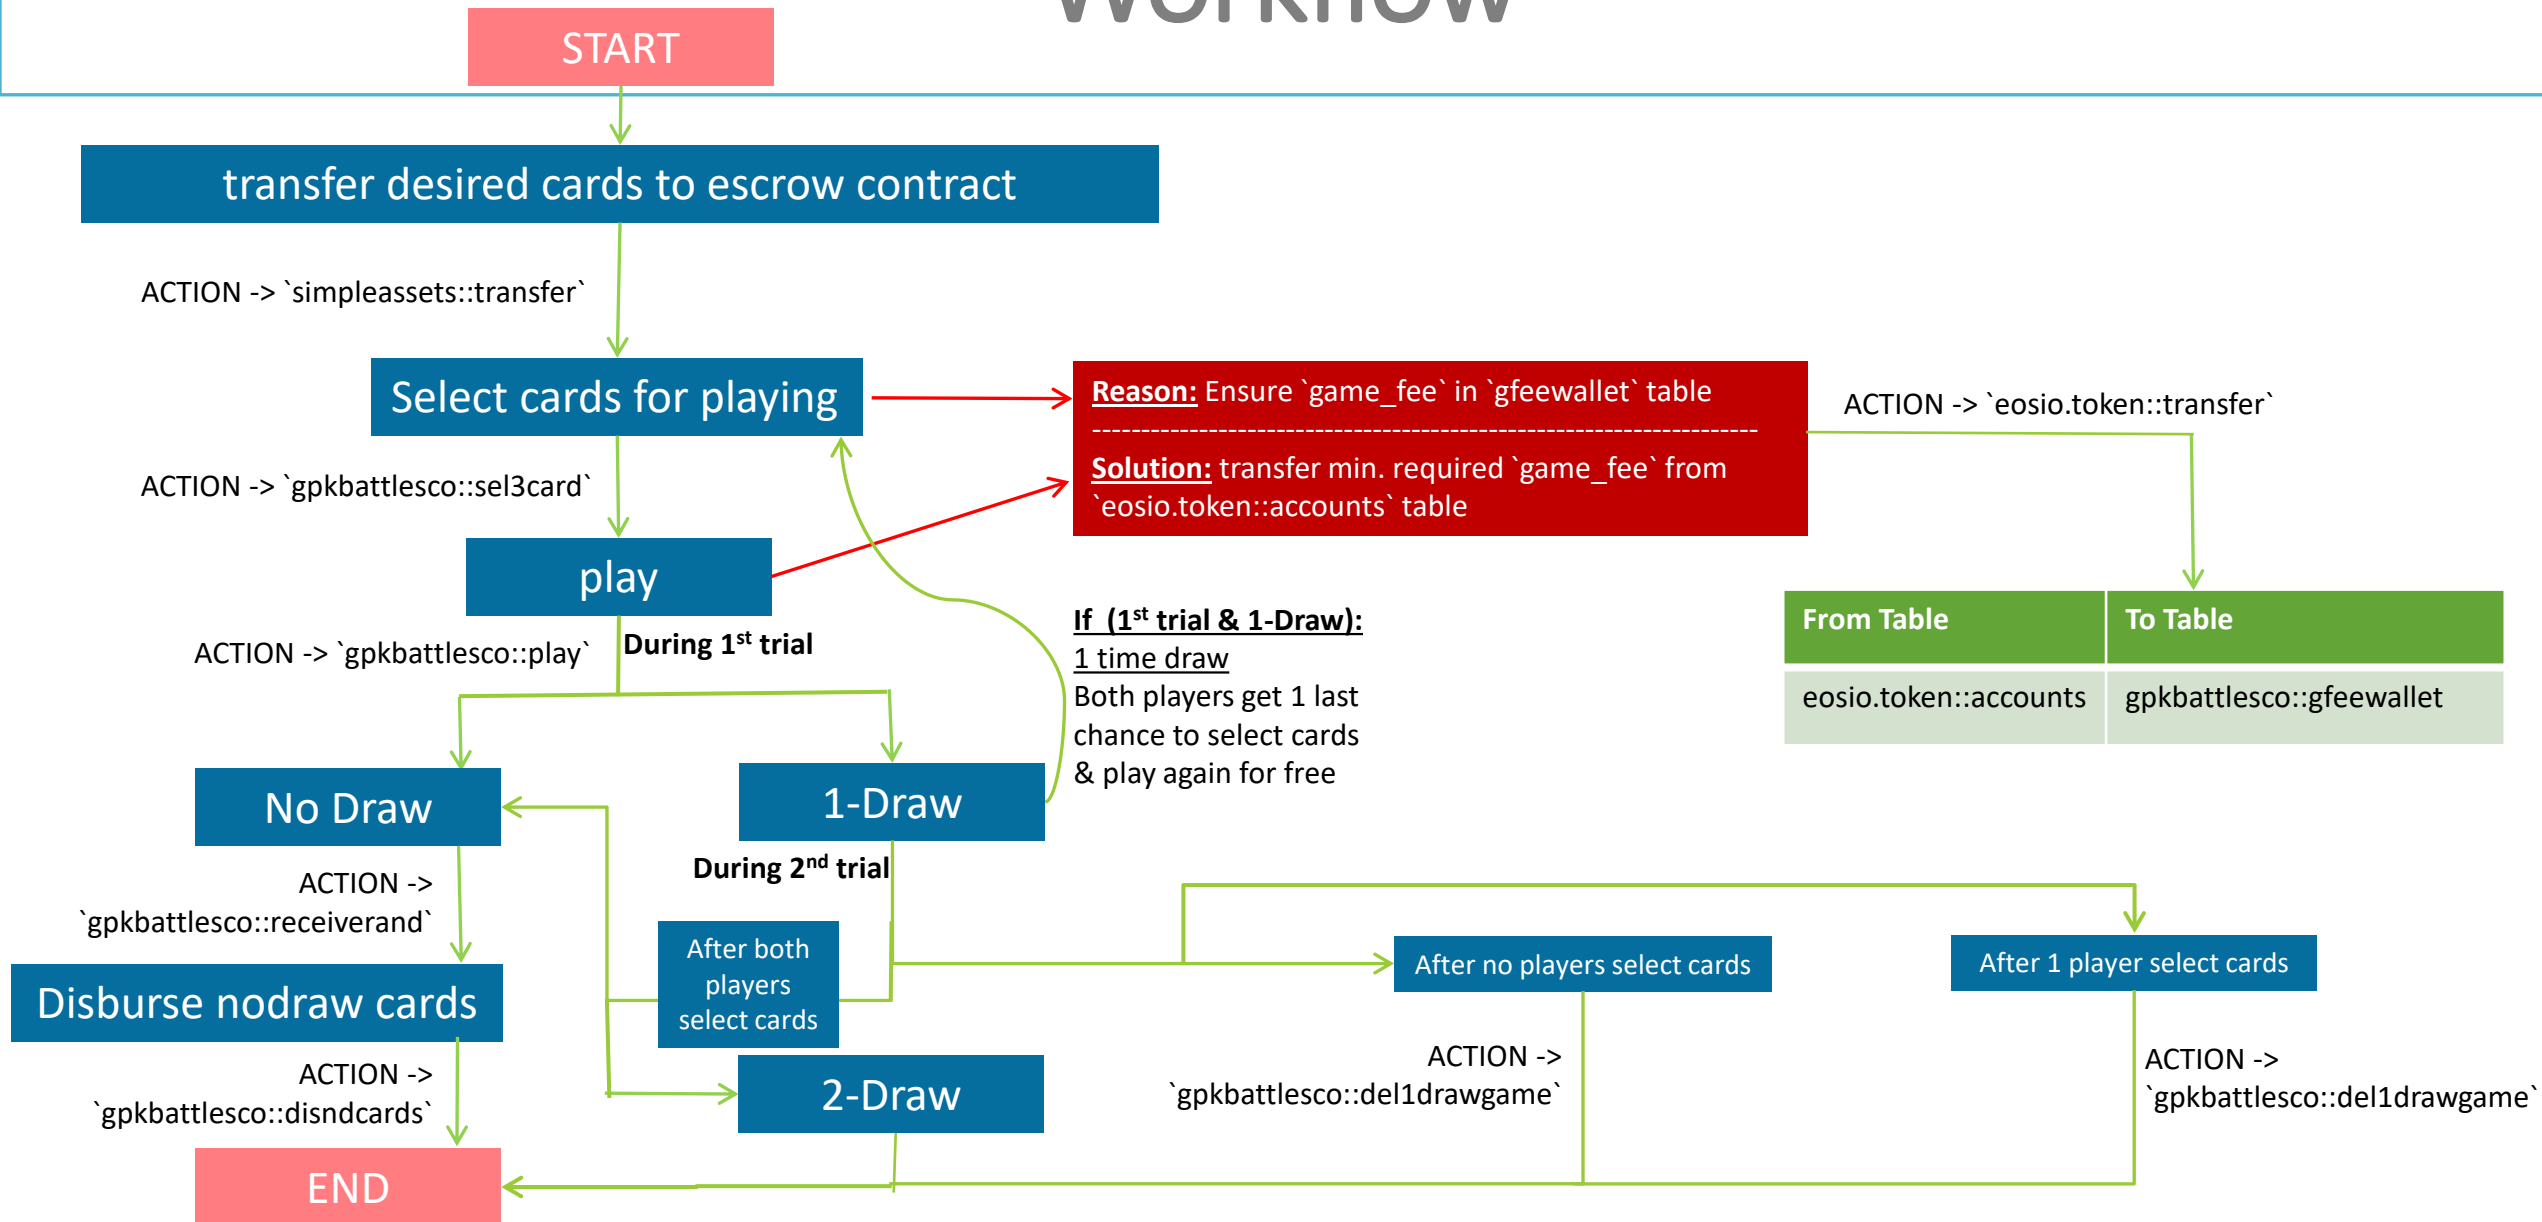 Workflow
START
transfer desired cards to escrow contract
ACTION -> `simpleassets::transfer`
Select cards for playing
Reason: Ensure `game_fee` in `gfeewallet` table
--------------------------------------------------------------------
Solution: transfer min. required `game_fee` from
`eosio.token::accounts` table
ACTION -> `eosio.token::transfer`
ACTION -> `gpkbattlesco::sel3card`
play
ACTION -> `gpkbattlesco::play`
During 1st trial
If (1st trial & 1-Draw):
1 time draw
Both players get 1 last
chance to select cards
& play again for free
From Table To Table
eosio.token::accounts gpkbattlesco::gfeewallet
No Draw
1-Draw
During 2nd trial
ACTION ->
`gpkbattlesco::receiverand`
After both
players
select cards
After no players select cards
After 1 player select cards
Disburse nodraw cards
ACTION ->
`gpkbattlesco::disndcards`
2-Draw
ACTION ->
`gpkbattlesco::del1drawgame`
ACTION ->
`gpkbattlesco::del1drawgame`
END